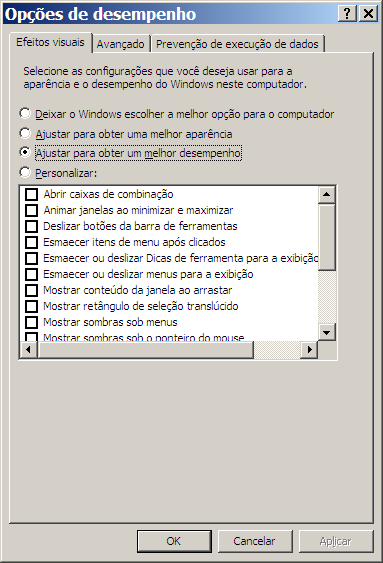 Opções de desempenho
Efeitos visuais
Avançado
Prevenção de execução de dados
Selecione as configurações que você deseja usar para a
aparência e o desempenho do Windows neste computador.
Deixar o Windows escolher a melhor opção para o computador
Ajustar para obter uma melhor aparência
Ajustar para obter um melhor desempenho
Personalizar:
Abrir caixas de combinação
Animar janelas ao minimizar e maximizar
Deslizar botões da barra de ferramentas
Esmaecer itens de menu após clicados
Esmaecer ou deslizar Dicas de ferramenta para a exibição
Esmaecer ou deslizar menus para a exibição
Mostrar conteúdo da janela ao arrastar
Mostrar retângulo de seleção translúcido
Mostrar sombras sob menus
Mostrar sombras sob o ponteiro do mouse
OK
Cancelar
Aplicar